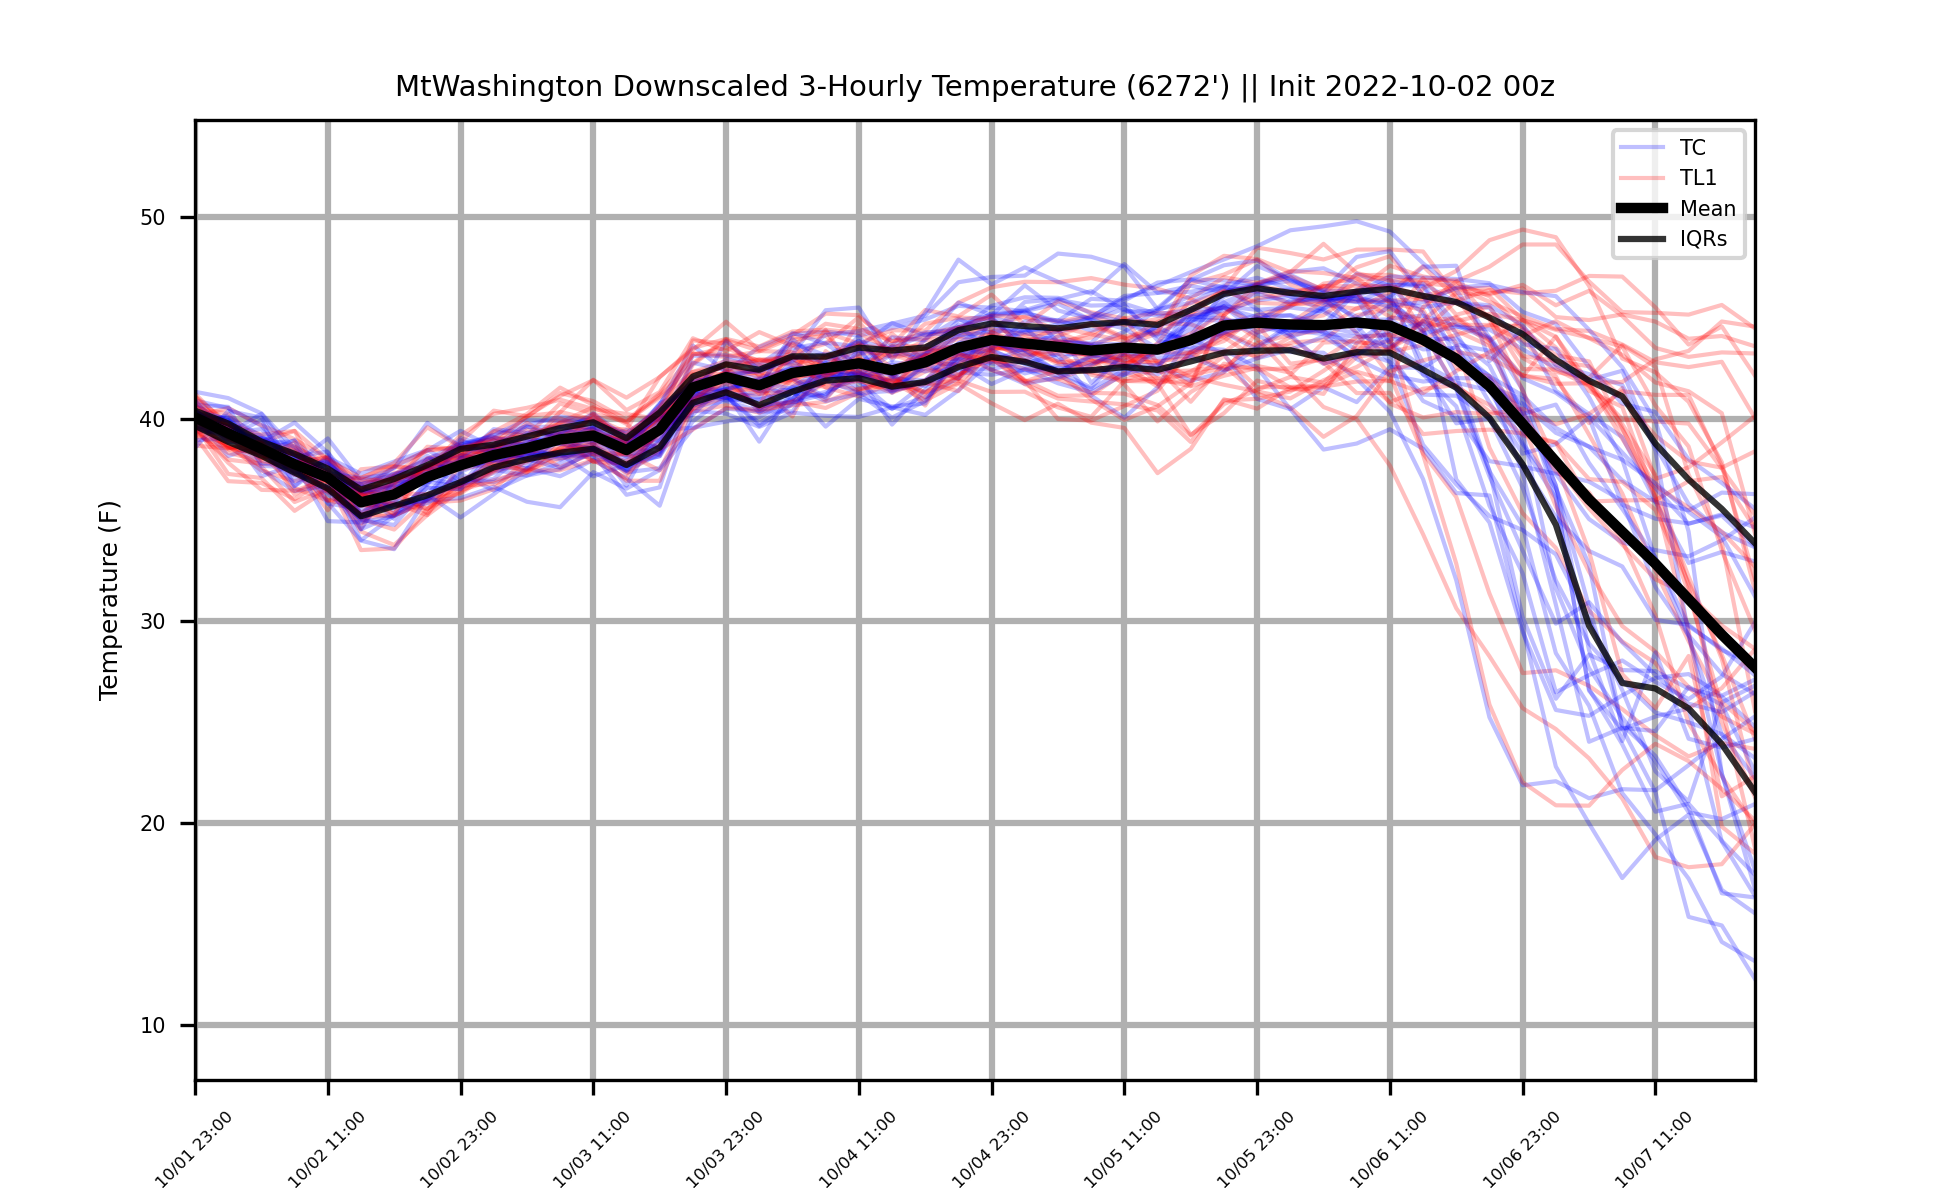 MtWashington Downscaled 3-Hourly Temperature (6272') || Init 2022-10-02 00z
TC
TL1
Mean
IQRs
Temperature (F)
50
40
30
20
10
10/01 23:00
10/02 11:00
10/02 23:00
10/03 11:00
10/03 23:00
10/04 11:00
10/04 23:00
10/05 11:00
10/05 23:00
10/06 11:00
10/06 23:00
10/07 11:00